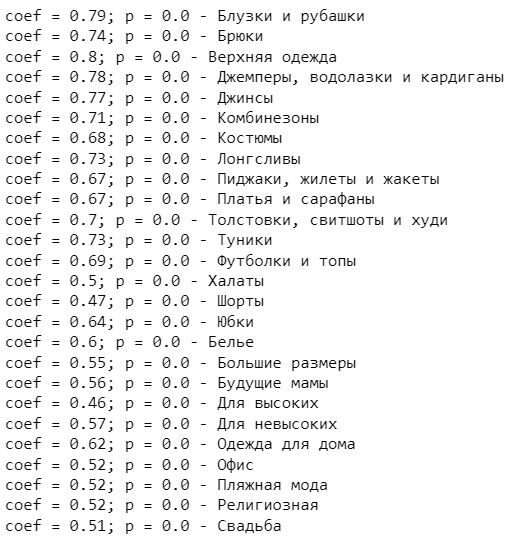 coef = 0.79; p = 0.0 - Блузки и рубашки
coef = 0.74; p = 0.0 - Брюки
coef = 0.8; p = 0.0 - Верхняя одежда
coef = 0.78; p = 0.0 - Джемперы, водолазки и кардиганы
coef = 0.77; p = 0.0 - Джинсы
coef = 0.71; p = 0.0 - Комбинезоны
coef = 0.68; p = 0.0 - Костюмы
coef = 0.73; p = 0.0 - Лонгсливы
coef = 0.67; p = 0.0 - Пиджаки, жилеты и жакеты
coef = 0.67; p = 0.0 - Платья и сарафаны
coef = 0.7; p = 0.0 - Толстовки, свитшоты и худи
coef = 0.73; p = 0.0 - Туники
coef = 0.69; p = 0.0 - Футболки и топы
coef = 0.5; p = 0.0 - Халаты
coef = 0.47; p = 0.0 - Шорты
coef = 0.64; p = 0.0 - Юбки
coef = 0.6; p = 0.0 - Белье
coef = 0.55; p = 0.0 - Большие размеры
coef = 0.56; p = 0.0 - Будущие мамы
coef = 0.46; p = 0.0 - Для высоких
coef = 0.57; p = 0.0 - Для невысоких
coef = 0.62; p = 0.0 - Одежда для дома
coef = 0.52; p = 0.0 - Офис
coef = 0.52; p = 0.0 - Пляжная мода
coef = 0.52; p = 0.0 - Религиозная
coef = 0.51; p = 0.0 - Свадьба